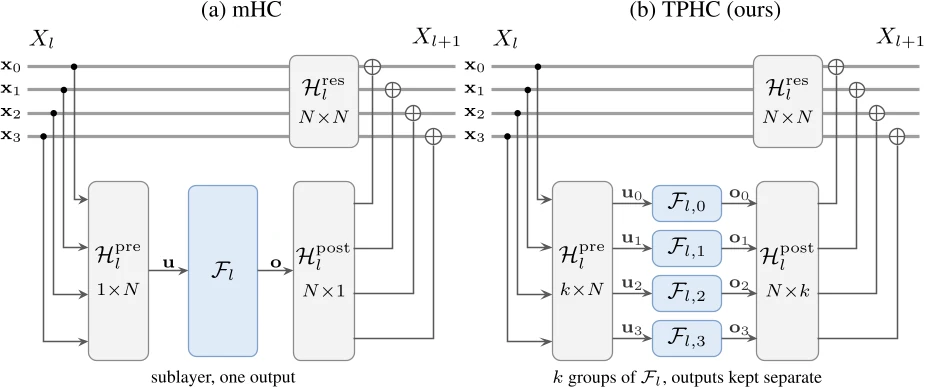 (a) mHC
X_l
X_{l+1}
x_0
x_1
x_2
x_3
H_l^{res}
N×N
H_l^{pre}
1×N
u
F_l
o
H_l^{post}
N×1
sublayer, one output
(b) TPHC (ours)
X_l
X_{l+1}
x_0
x_1
x_2
x_3
H_l^{res}
N×N
H_l^{pre}
k×N
u_0
F_{l,0}
o_0
u_1
F_{l,1}
o_1
u_2
F_{l,2}
o_2
u_3
F_{l,3}
o_3
H_l^{post}
N×k
k groups of F_l, outputs kept separate